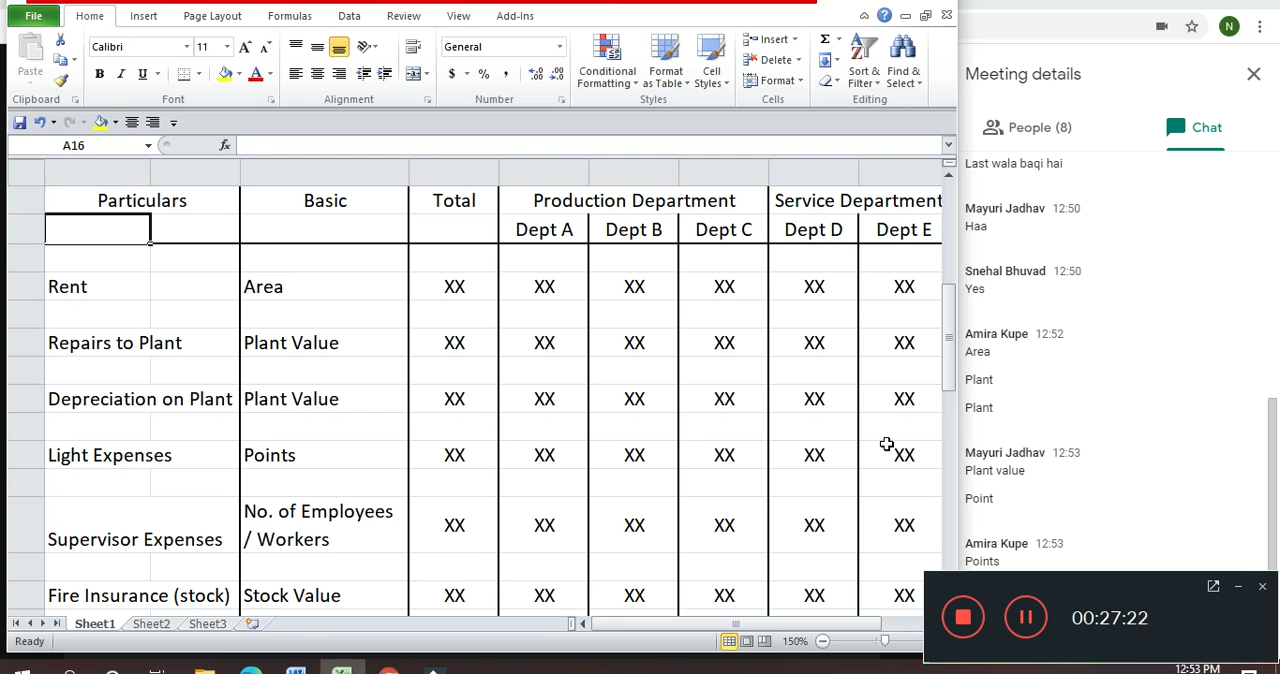 File Home Insert Page Layout Formulas Data Review View Add-Ins
Paste
Calibri 11 A A
B I U A
General
$ % ,
Conditional Formatting
Format as Table
Cell Styles
Insert
Delete
Format
Σ
Sort & Filter
Find & Select
Clipboard Font Alignment Number Styles Cells Editing
A16 fx
Particulars Basic Total Production Department Service Department
Dept A Dept B Dept C Dept D Dept E
Rent Area XX XX XX XX XX XX
Repairs to Plant Plant Value XX XX XX XX XX XX
Depreciation on Plant Plant Value XX XX XX XX XX XX
Light Expenses Points XX XX XX XX XX XX
No. of Employees
Supervisor Expenses / Workers XX XX XX XX XX XX
Fire Insurance (stock) Stock Value XX XX XX XX XX XX
Sheet1 Sheet2 Sheet3
Ready 150%
N
Meeting details
People (8) Chat
Last wala baqi hai
Mayuri Jadhav 12:50
Haa
Snehal Bhuvad 12:50
Yes
Amira Kupe 12:52
Area
Plant
Plant
Mayuri Jadhav 12:53
Plant value
Point
Amira Kupe 12:53
Points
00:27:22
12:53 PM